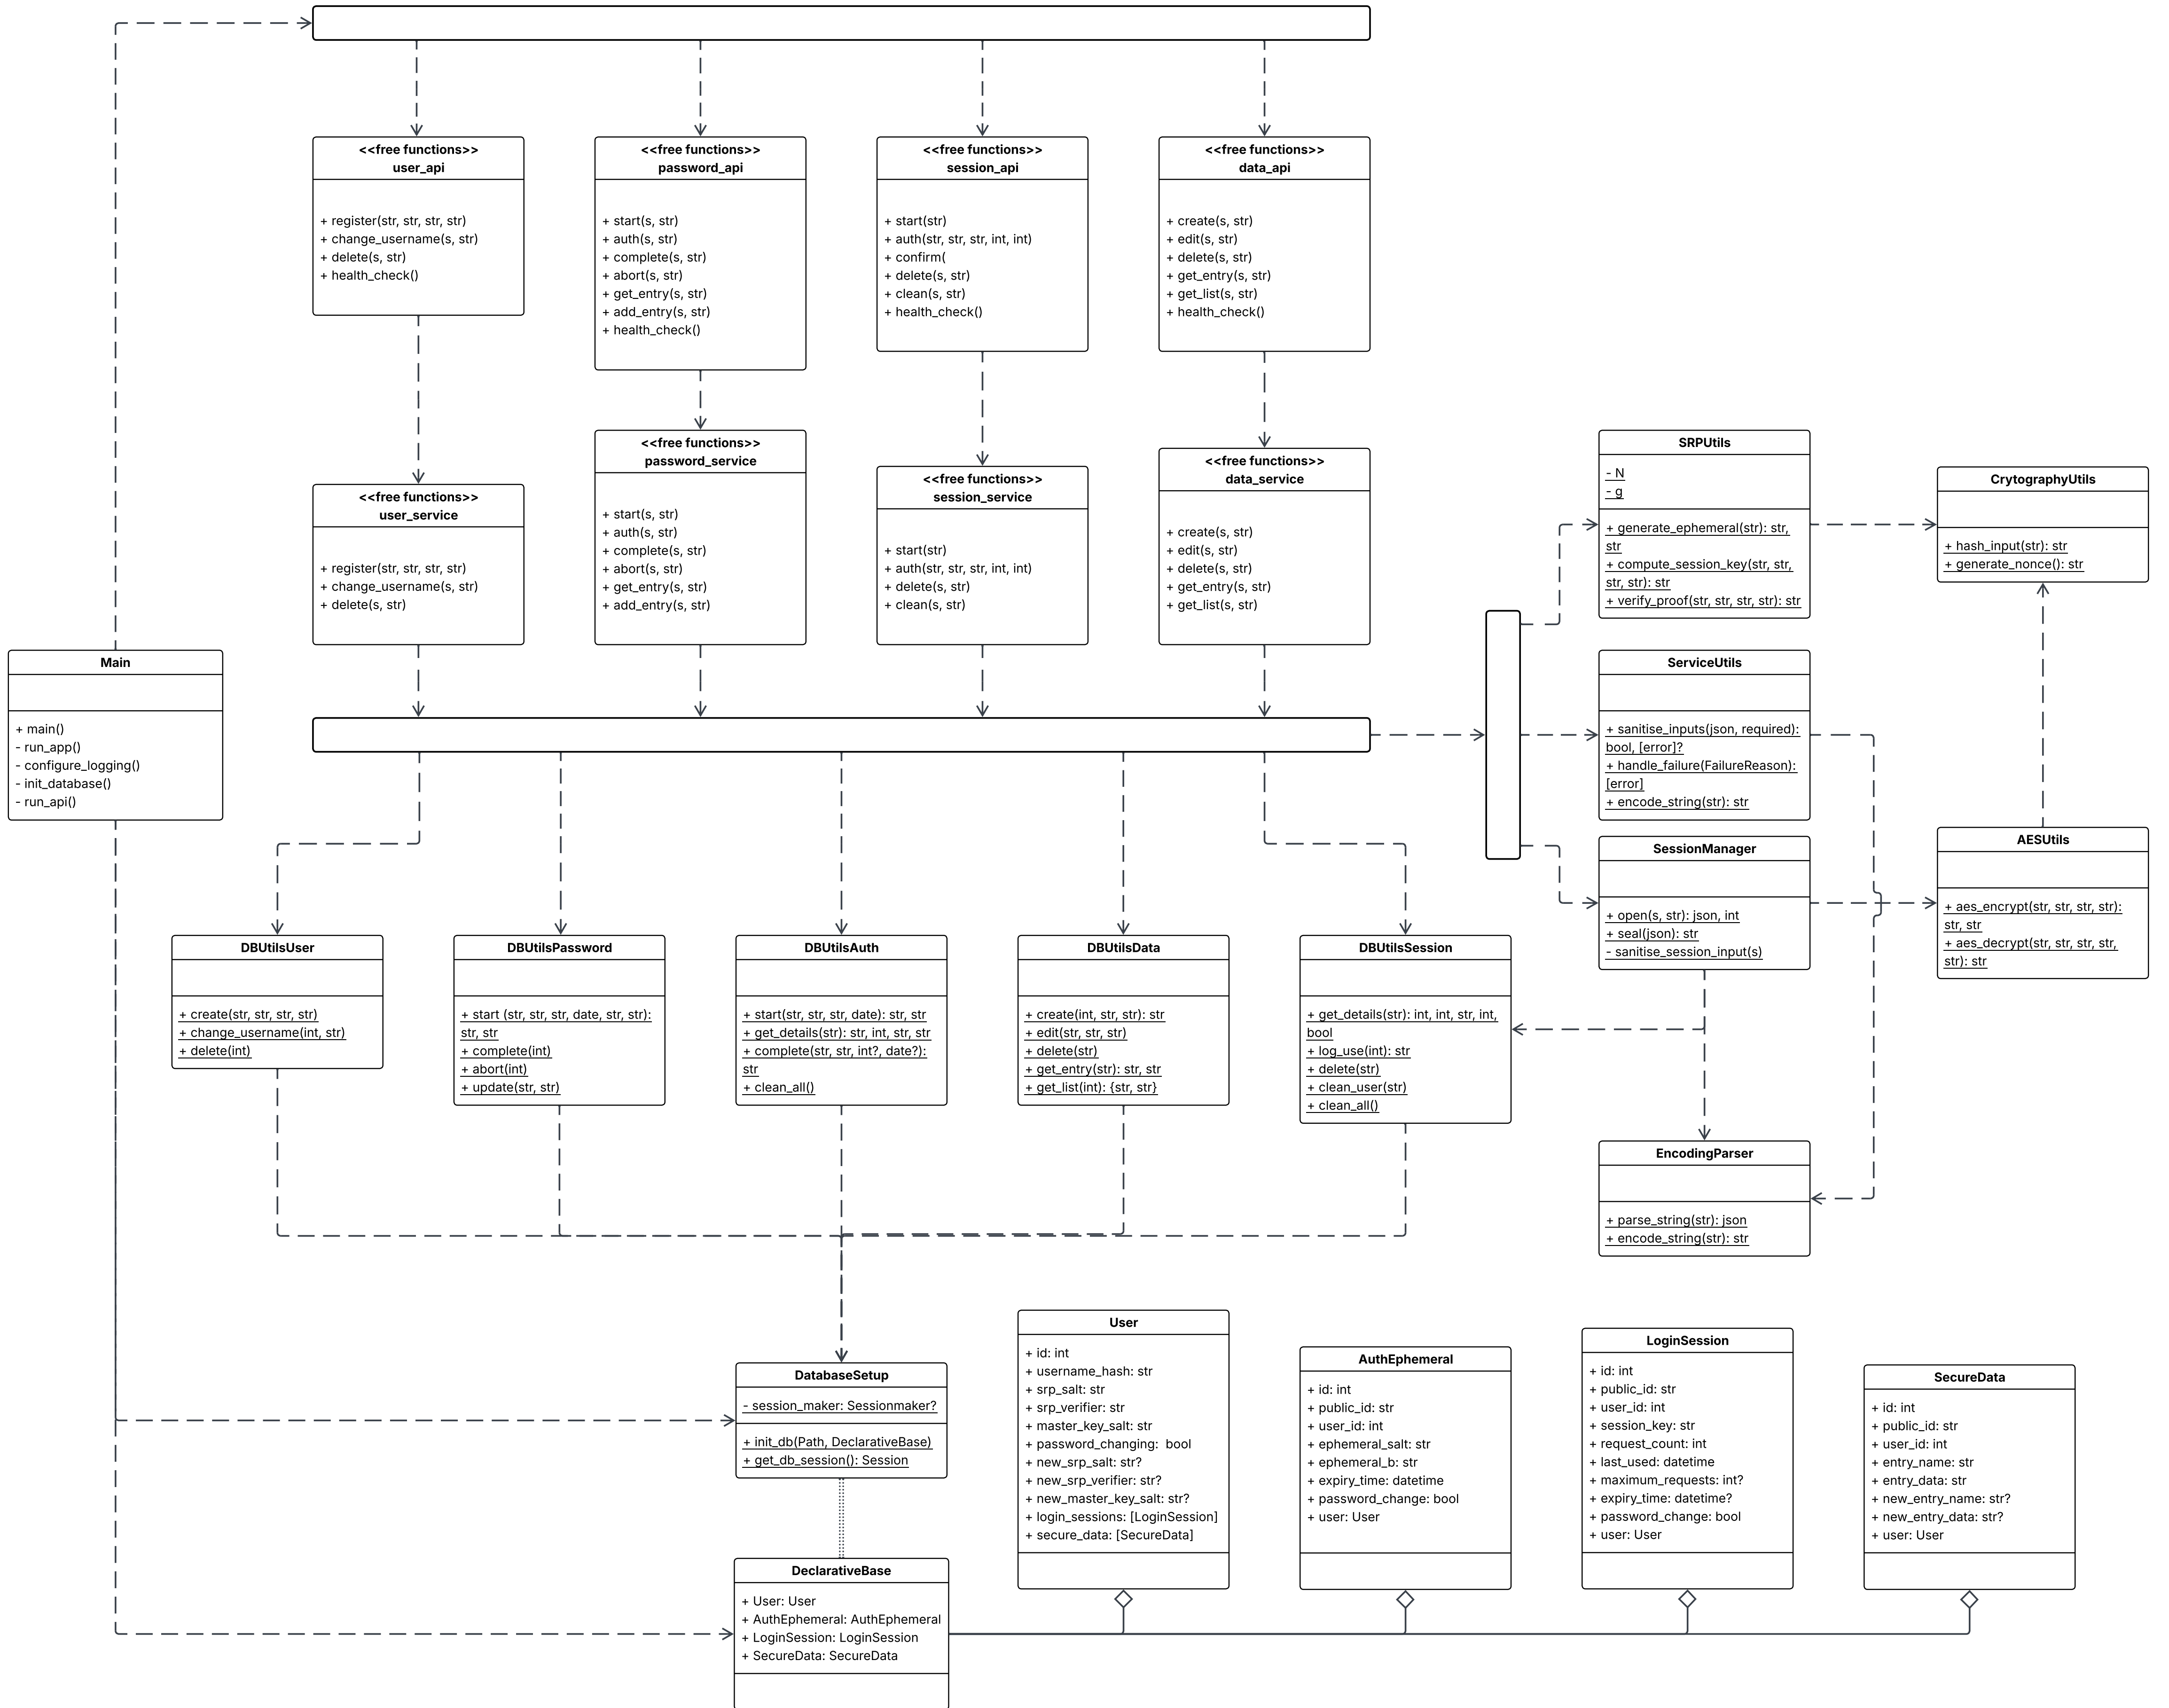 <<free functions>>
user_api
+ register(str, str, str, str)
+ change_username(s, str)
+ delete(s, str)
+ health_check()
<<free functions>>
password_api
+ start(s, str)
+ auth(s, str)
+ complete(s, str)
+ abort(s, str)
+ get_entry(s, str)
+ add_entry(s, str)
+ health_check()
<<free functions>>
session_api
+ start(str)
+ auth(str, str, str, int, int)
+ confirm(
+ delete(s, str)
+ clean(s, str)
+ health_check()
<<free functions>>
data_api
+ create(s, str)
+ edit(s, str)
+ delete(s, str)
+ get_entry(s, str)
+ get_list(s, str)
+ health_check()
<<free functions>>
user_service
+ register(str, str, str, str)
+ change_username(s, str)
+ delete(s, str)
<<free functions>>
password_service
+ start(s, str)
+ auth(s, str)
+ complete(s, str)
+ abort(s, str)
+ get_entry(s, str)
+ add_entry(s, str)
<<free functions>>
session_service
+ start(str)
+ auth(str, str, str, int, int)
+ delete(s, str)
+ clean(s, str)
<<free functions>>
data_service
+ create(s, str)
+ edit(s, str)
+ delete(s, str)
+ get_entry(s, str)
+ get_list(s, str)
SRPUtils
- N
- g
+ generate_ephemeral(str): str,
str
+ compute_session_key(str, str,
str, str): str
+ verify_proof(str, str, str, str): str
CrytographyUtils
+ hash_input(str): str
+ generate_nonce(): str
Main
+ main()
- run_app()
- configure_logging()
- init_database()
- run_api()
ServiceUtils
+ sanitise_inputs(json, required):
bool, [error]?
+ handle_failure(FailureReason):
[error]
+ encode_string(str): str
SessionManager
+ open(s, str): json, int
+ seal(json): str
- sanitise_session_input(s)
AESUtils
+ aes_encrypt(str, str, str, str):
str, str
+ aes_decrypt(str, str, str, str,
str): str
DBUtilsUser
+ create(str, str, str, str)
+ change_username(int, str)
+ delete(int)
DBUtilsPassword
+ start (str, str, str, date, str, str):
str, str
+ complete(int)
+ abort(int)
+ update(str, str)
DBUtilsAuth
+ start(str, str, str, date): str, str
+ get_details(str): str, int, str, str
+ complete(str, str, int?, date?):
str
+ clean_all()
DBUtilsData
+ create(int, str, str): str
+ edit(str, str, str)
+ delete(str)
+ get_entry(str): str, str
+ get_list(int): {str, str}
DBUtilsSession
+ get_details(str): int, int, str, int,
bool
+ log_use(int): str
+ delete(str)
+ clean_user(str)
+ clean_all()
EncodingParser
+ parse_string(str): json
+ encode_string(str): str
DatabaseSetup
- session_maker: Sessionmaker?
+ init_db(Path, DeclarativeBase)
+ get_db_session(): Session
User
+ id: int
+ username_hash: str
+ srp_salt: str
+ srp_verifier: str
+ master_key_salt: str
+ password_changing:  bool
+ new_srp_salt: str?
+ new_srp_verifier: str?
+ new_master_key_salt: str?
+ login_sessions: [LoginSession]
+ secure_data: [SecureData]
AuthEphemeral
+ id: int
+ public_id: str
+ user_id: int
+ ephemeral_salt: str
+ ephemeral_b: str
+ expiry_time: datetime
+ password_change: bool
+ user: User
LoginSession
+ id: int
+ public_id: str
+ user_id: int
+ session_key: str
+ request_count: int
+ last_used: datetime
+ maximum_requests: int?
+ expiry_time: datetime?
+ password_change: bool
+ user: User
SecureData
+ id: int
+ public_id: str
+ user_id: int
+ entry_name: str
+ entry_data: str
+ new_entry_name: str?
+ new_entry_data: str?
+ user: User
DeclarativeBase
+ User: User
+ AuthEphemeral: AuthEphemeral
+ LoginSession: LoginSession
+ SecureData: SecureData